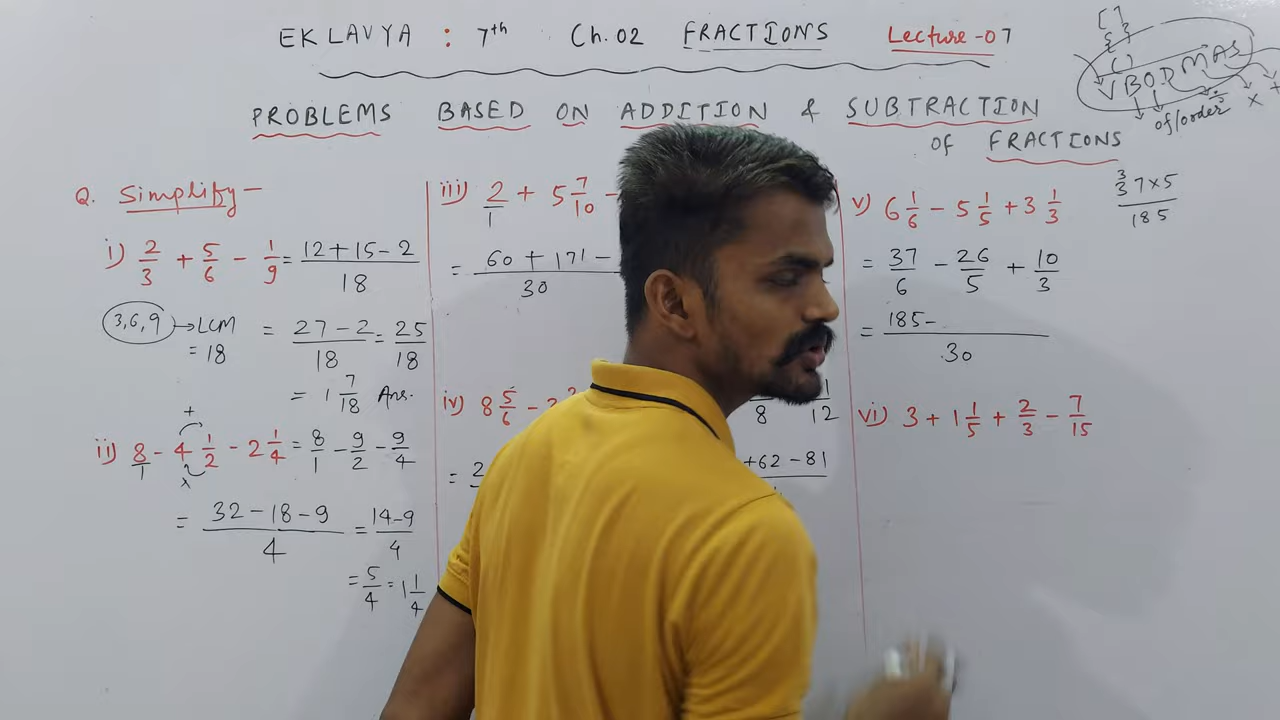 EKLAVYA : 7th Ch.02 FRACTIONS Lecture-07
PROBLEMS BASED ON ADDITION & SUBTRACTION
of FRACTIONS
[ ]
{ }
( )
VBODMAS
of/order ÷ × +
Q. Simplify-
i) 2/3 + 5/6 - 1/9 = (12+15-2)/18
3,6,9 → LCM = 18
= (27-2)/18 = 25/18
= 1 7/18 Ans.
ii) 8/1 - 4 1/2 - 2 1/4 = 8/1 - 9/2 - 9/4
+
×
= (32-18-9)/4 = (14-9)/4
= 5/4 = 1 1/4
iii) 2/1 + 5 7/10 -
= 60 + 171 -
30
iv) 8 5/6 -
8 12
= 2 +62-81
v) 6 1/6 - 5 1/5 + 3 1/3
= 37/6 - 26/5 + 10/3
= 185-
30
3
37×5
185
vi) 3 + 1 1/5 + 2/3 - 7/15